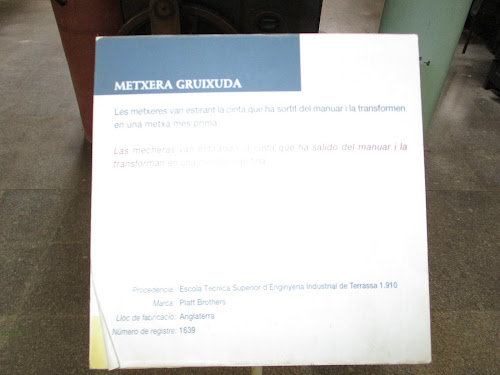 METXERA GRUIXUDA
Les metxeres van estirant la cinta que ha sortit del manuar i la transformen
en una metxa més prima.
Las mecheras van estirando la cinta que ha salido del manuar y la
transforman en una
Procedència: Escola Tècnica Superior d'Enginyeria Industrial de Terrassa 1.910
Marca: Platt Brothers
Lloc de fabricació: Anglaterra
Número de registre: 1639